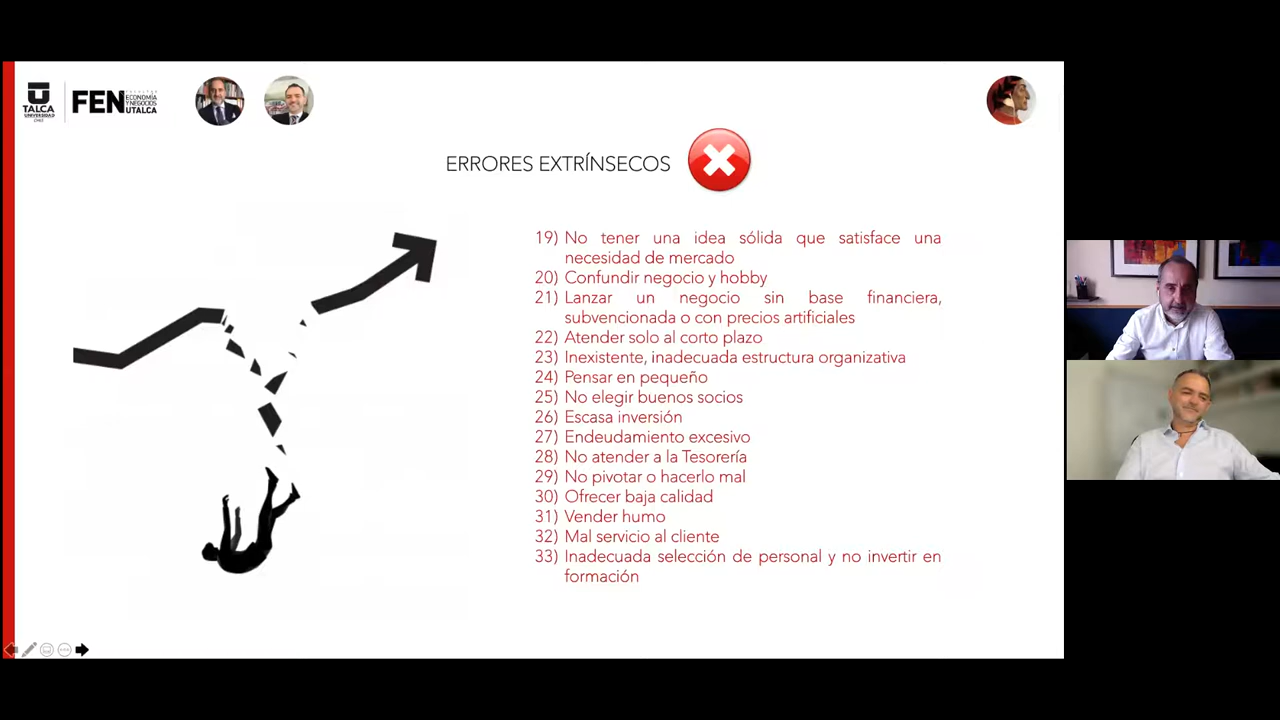 TALCA
UNIVERSIDAD
CHILE
FEN
FACULTAD
ECONOMÍA
Y NEGOCIOS
UTALCA
ERRORES EXTRÍNSECOS
19) No tener una idea sólida que satisface una
necesidad de mercado
20) Confundir negocio y hobby
21) Lanzar un negocio sin base financiera,
subvencionada o con precios artificiales
22) Atender solo al corto plazo
23) Inexistente, inadecuada estructura organizativa
24) Pensar en pequeño
25) No elegir buenos socios
26) Escasa inversión
27) Endeudamiento excesivo
28) No atender a la Tesorería
29) No pivotar o hacerlo mal
30) Ofrecer baja calidad
31) Vender humo
32) Mal servicio al cliente
33) Inadecuada selección de personal y no invertir en
formación